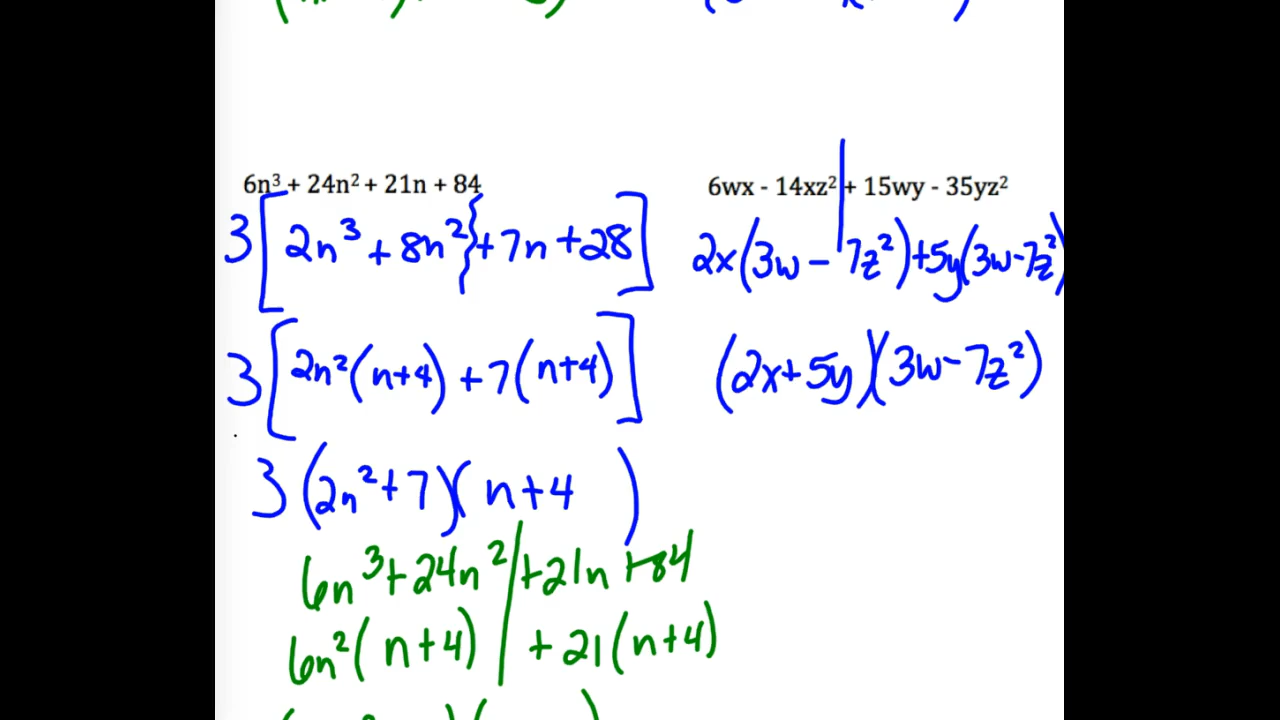 6n³ + 24n² + 21n + 84
3[2n³ + 8n²}+7n +28]
3[2n²(n+4) + 7(n+4)]
3(2n²+7)(n+4)
6n³+24n²|+21n +84
6n²(n+4) | +21(n+4)
6wx - 14xz²|+ 15wy - 35yz²
2x(3w - 7z²)+5y(3w-7z²)
(2x+5y)(3w-7z²)